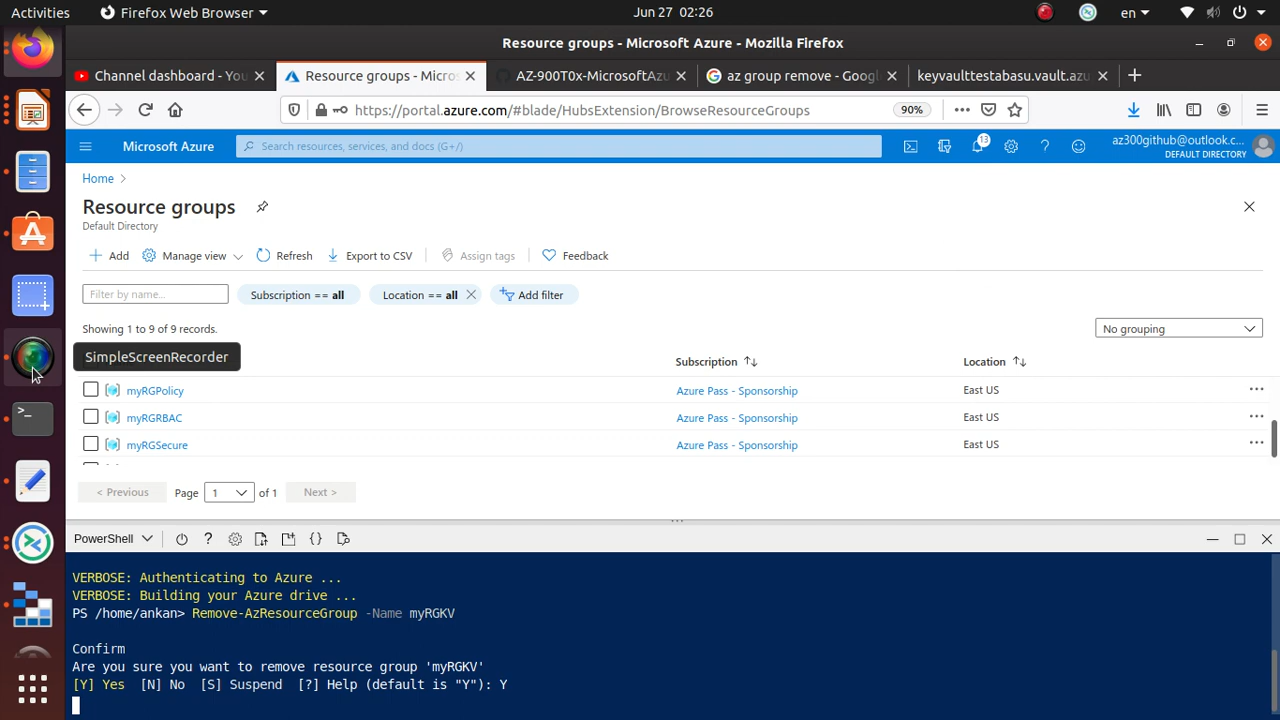 Activities
Firefox Web Browser
Jun 27 02:26
en
Resource groups - Microsoft Azure - Mozilla Firefox
Channel dashboard - You
Resource groups - Micros
AZ-900T0x-MicrosoftAzu
az group remove - Googl
keyvaulttestabasu.vault.azu
https://portal.azure.com/#blade/HubsExtension/BrowseResourceGroups
90%
Microsoft Azure
Search resources, services, and docs (G+/)
13
az300github@outlook.c...
DEFAULT DIRECTORY
Home
Resource groups
Default Directory
Add
Manage view
Refresh
Export to CSV
Assign tags
Feedback
Filter by name...
Subscription == all
Location == all
Add filter
Showing 1 to 9 of 9 records.
No grouping
SimpleScreenRecorder
Subscription
Location
myRGPolicy
Azure Pass - Sponsorship
East US
myRGRBAC
Azure Pass - Sponsorship
East US
myRGSecure
Azure Pass - Sponsorship
East US
< Previous
Page
1
of 1
Next >
PowerShell
VERBOSE: Authenticating to Azure ...
VERBOSE: Building your Azure drive ...
PS /home/ankan> Remove-AzResourceGroup -Name myRGKV
Confirm
Are you sure you want to remove resource group 'myRGKV'
[Y] Yes [N] No [S] Suspend [?] Help (default is "Y"): Y